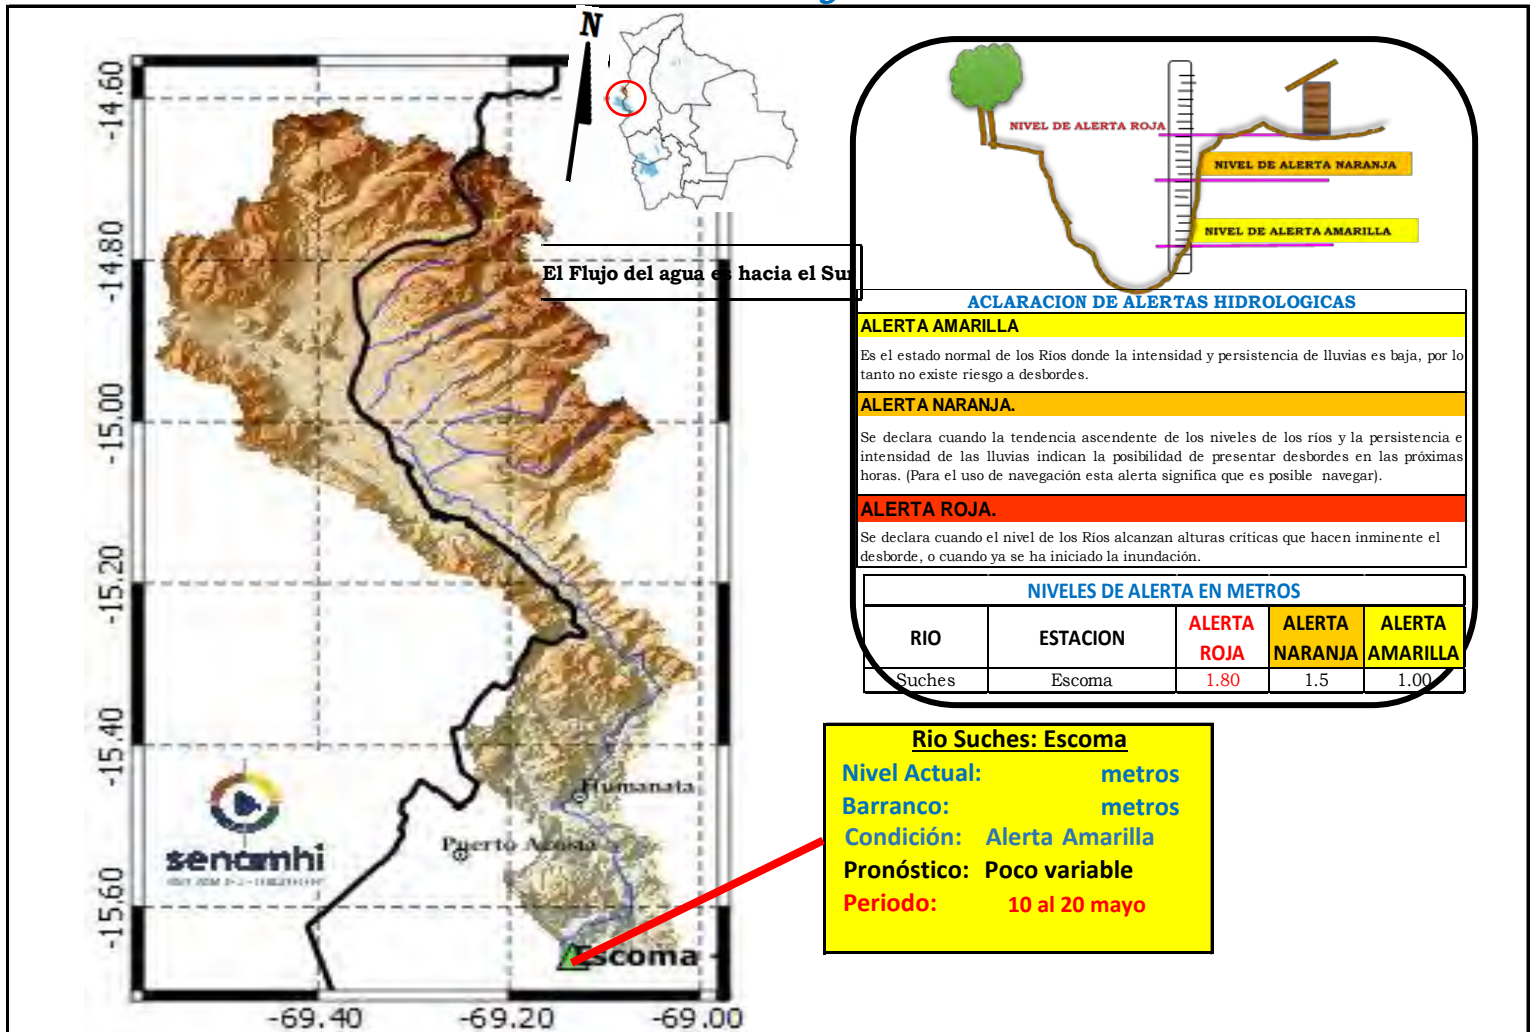 N
-14.60
-14.80
-15.00
-15.20
-15.40
-15.60
-69.40
-69.20
-69.00
El Flujo del agua es hacia el Sur
Humanata
Puerto Acosta
Escoma
senamhi
NIVEL DE ALERTA ROJA
NIVEL DE ALERTA NARANJA
NIVEL DE ALERTA AMARILLA
ACLARACION DE ALERTAS HIDROLOGICAS
ALERTA AMARILLA
Es el estado normal de los Ríos donde la intensidad y persistencia de lluvias es baja, por lo
tanto no existe riesgo a desbordes.
ALERTA NARANJA.
Se declara cuando la tendencia ascendente de los niveles de los ríos y la persistencia e
intensidad de las lluvias indican la posibilidad de presentar desbordes en las próximas
horas. (Para el uso de navegación esta alerta significa que es posible navegar).
ALERTA ROJA.
Se declara cuando el nivel de los Ríos alcanzan alturas críticas que hacen inminente el
desborde, o cuando ya se ha iniciado la inundación.
NIVELES DE ALERTA EN METROS
RIO ESTACION ALERTA ROJA ALERTA NARANJA ALERTA AMARILLA
Suches Escoma 1.80 1.5 1.00
Rio Suches: Escoma
Nivel Actual: metros
Barranco: metros
Condición: Alerta Amarilla
Pronóstico: Poco variable
Periodo: 10 al 20 mayo